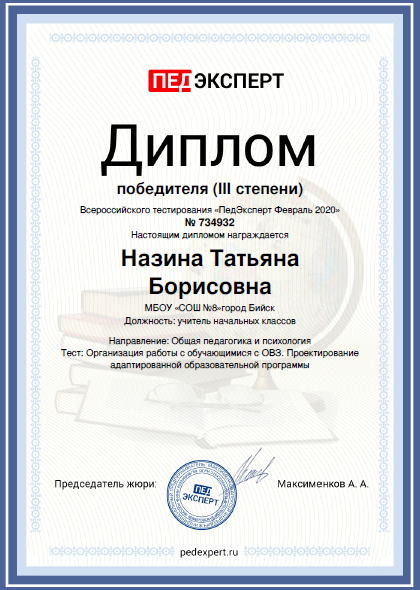 ПЕДЭКСПЕРТ
Диплом
победителя (III степени)
Всероссийского тестирования «ПедЭксперт Февраль 2020»
№ 734932
Настоящим дипломом награждается
Назина Татьяна
Борисовна
МБОУ «СОШ №8»город Бийск
Должность: учитель начальных классов
Направление: Общая педагогика и психология
Тест: Организация работы с обучающимися с ОВЗ. Проектирование
адаптированной образовательной программы
Председатель жюри:
ПЕД
ЭКСПЕРТ
Максименков А. А.
pedexpert.ru